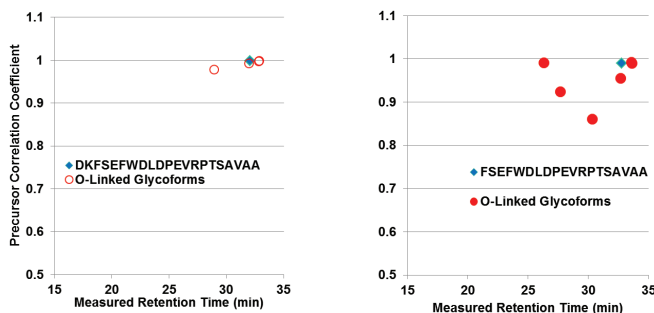 1.1
1
0.9
0.8
0.7
0.6
0.5
Precursor Correlation Coefficient
DKFSEFWDLDPEVRPTSAVAA
O-Linked Glycoforms
15 20 25 30 35
Measured Retention Time (min)
1.1
1
0.9
0.8
0.7
0.6
0.5
FSEFWDLDPEVRPTSAVAA
O-Linked Glycoforms
15 20 25 30 35
Measured Retention Time (min)